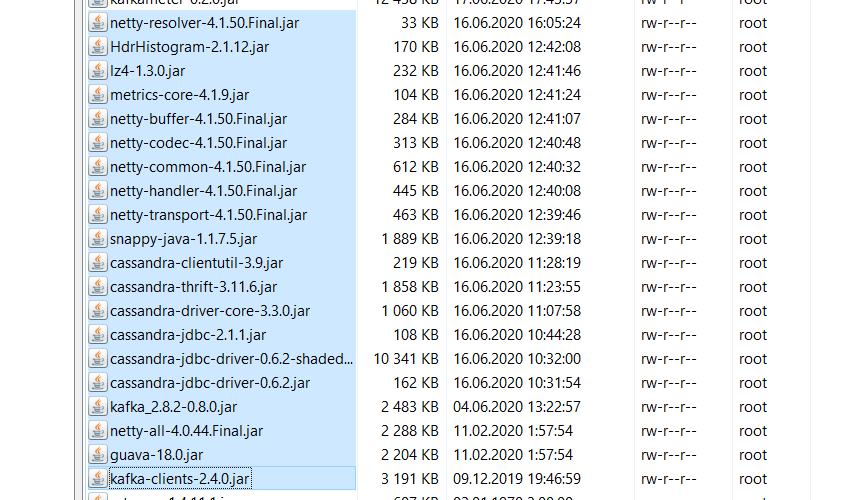 netty-resolver-4.1.50.Final.jar 33 KB 16.06.2020 16:05:24 rw-r--r-- root
HdrHistogram-2.1.12.jar 170 KB 16.06.2020 12:42:08 rw-r--r-- root
lz4-1.3.0.jar 232 KB 16.06.2020 12:41:46 rw-r--r-- root
metrics-core-4.1.9.jar 104 KB 16.06.2020 12:41:24 rw-r--r-- root
netty-buffer-4.1.50.Final.jar 284 KB 16.06.2020 12:41:07 rw-r--r-- root
netty-codec-4.1.50.Final.jar 313 KB 16.06.2020 12:40:48 rw-r--r-- root
netty-common-4.1.50.Final.jar 612 KB 16.06.2020 12:40:32 rw-r--r-- root
netty-handler-4.1.50.Final.jar 445 KB 16.06.2020 12:40:08 rw-r--r-- root
netty-transport-4.1.50.Final.jar 463 KB 16.06.2020 12:39:46 rw-r--r-- root
snappy-java-1.1.7.5.jar 1 889 KB 16.06.2020 12:39:18 rw-r--r-- root
cassandra-clientutil-3.9.jar 219 KB 16.06.2020 11:28:19 rw-r--r-- root
cassandra-thrift-3.11.6.jar 1 858 KB 16.06.2020 11:23:55 rw-r--r-- root
cassandra-driver-core-3.3.0.jar 1 060 KB 16.06.2020 11:07:58 rw-r--r-- root
cassandra-jdbc-2.1.1.jar 108 KB 16.06.2020 10:44:28 rw-r--r-- root
cassandra-jdbc-driver-0.6.2-shaded... 10 341 KB 16.06.2020 10:32:00 rw-r--r-- root
cassandra-jdbc-driver-0.6.2.jar 162 KB 16.06.2020 10:31:54 rw-r--r-- root
kafka_2.8.2-0.8.0.jar 2 483 KB 04.06.2020 13:22:57 rw-r--r-- root
netty-all-4.0.44.Final.jar 2 288 KB 11.02.2020 1:57:54 rw-r--r-- root
guava-18.0.jar 2 204 KB 11.02.2020 1:57:54 rw-r--r-- root
kafka-clients-2.4.0.jar 3 191 KB 09.12.2019 19:46:59 rw-r--r-- root